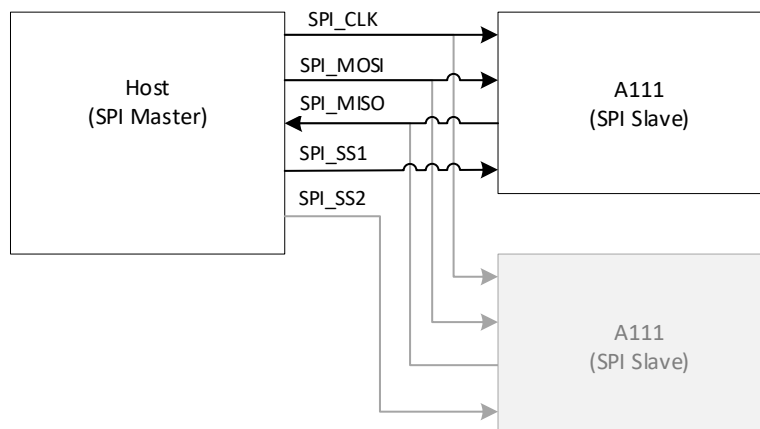 SPI_CLK
SPI_MOSI
SPI_MISO
SPI_SS1
SPI_SS2
Host
(SPI Master)
A111
(SPI Slave)
A111
(SPI Slave)